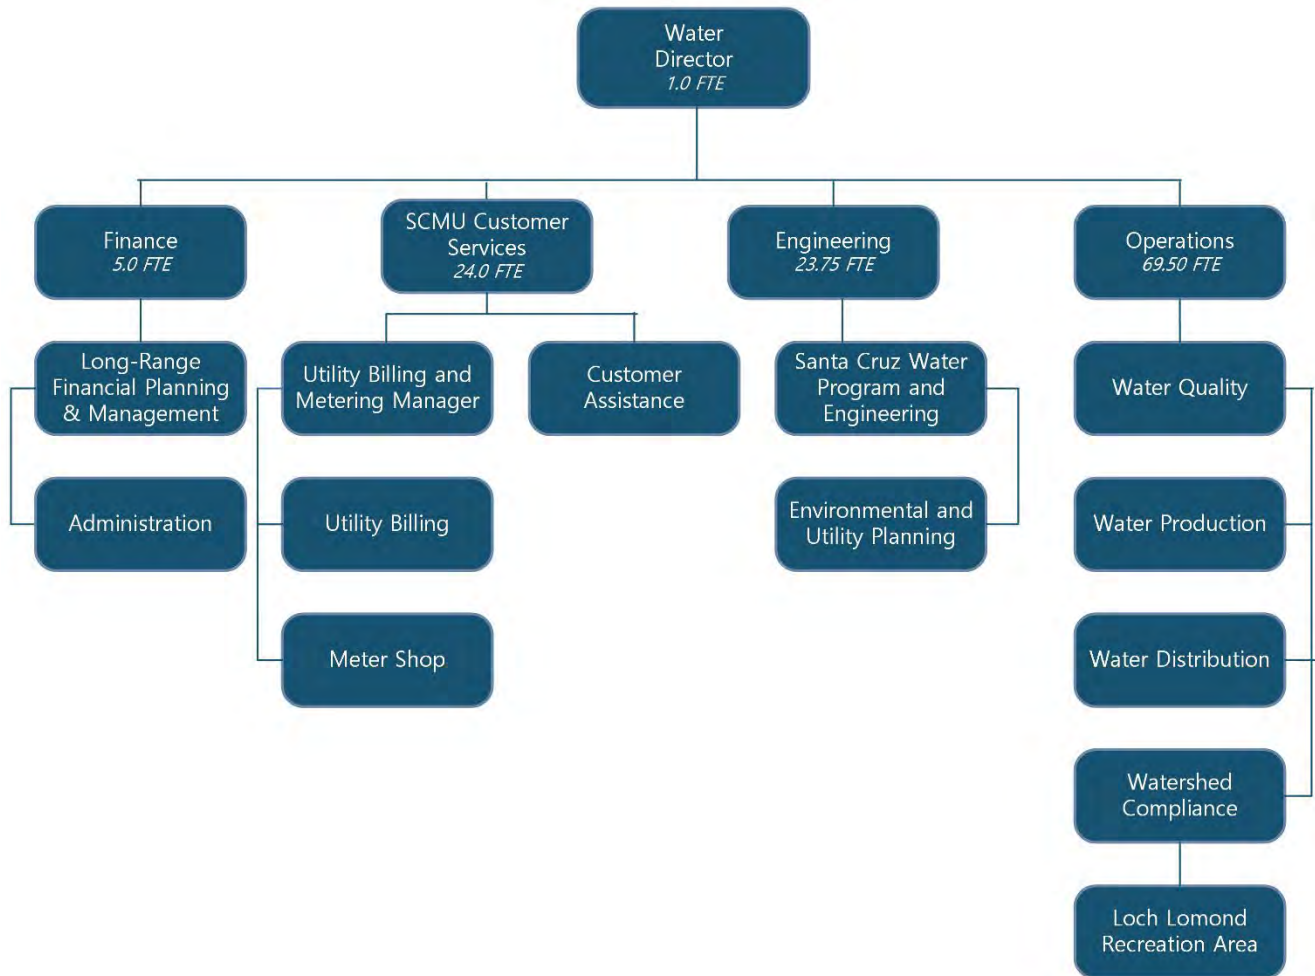 Water
Director
1.0 FTE
Finance
5.0 FTE
SCMU Customer
Services
24.0 FTE
Engineering
23.75 FTE
Operations
69.50 FTE
Long-Range
Financial Planning
& Management
Utility Billing and
Metering Manager
Customer
Assistance
Santa Cruz Water
Program and
Engineering
Water Quality
Administration
Utility Billing
Environmental and
Utility Planning
Water Production
Meter Shop
Water Distribution
Watershed
Compliance
Loch Lomond
Recreation Area